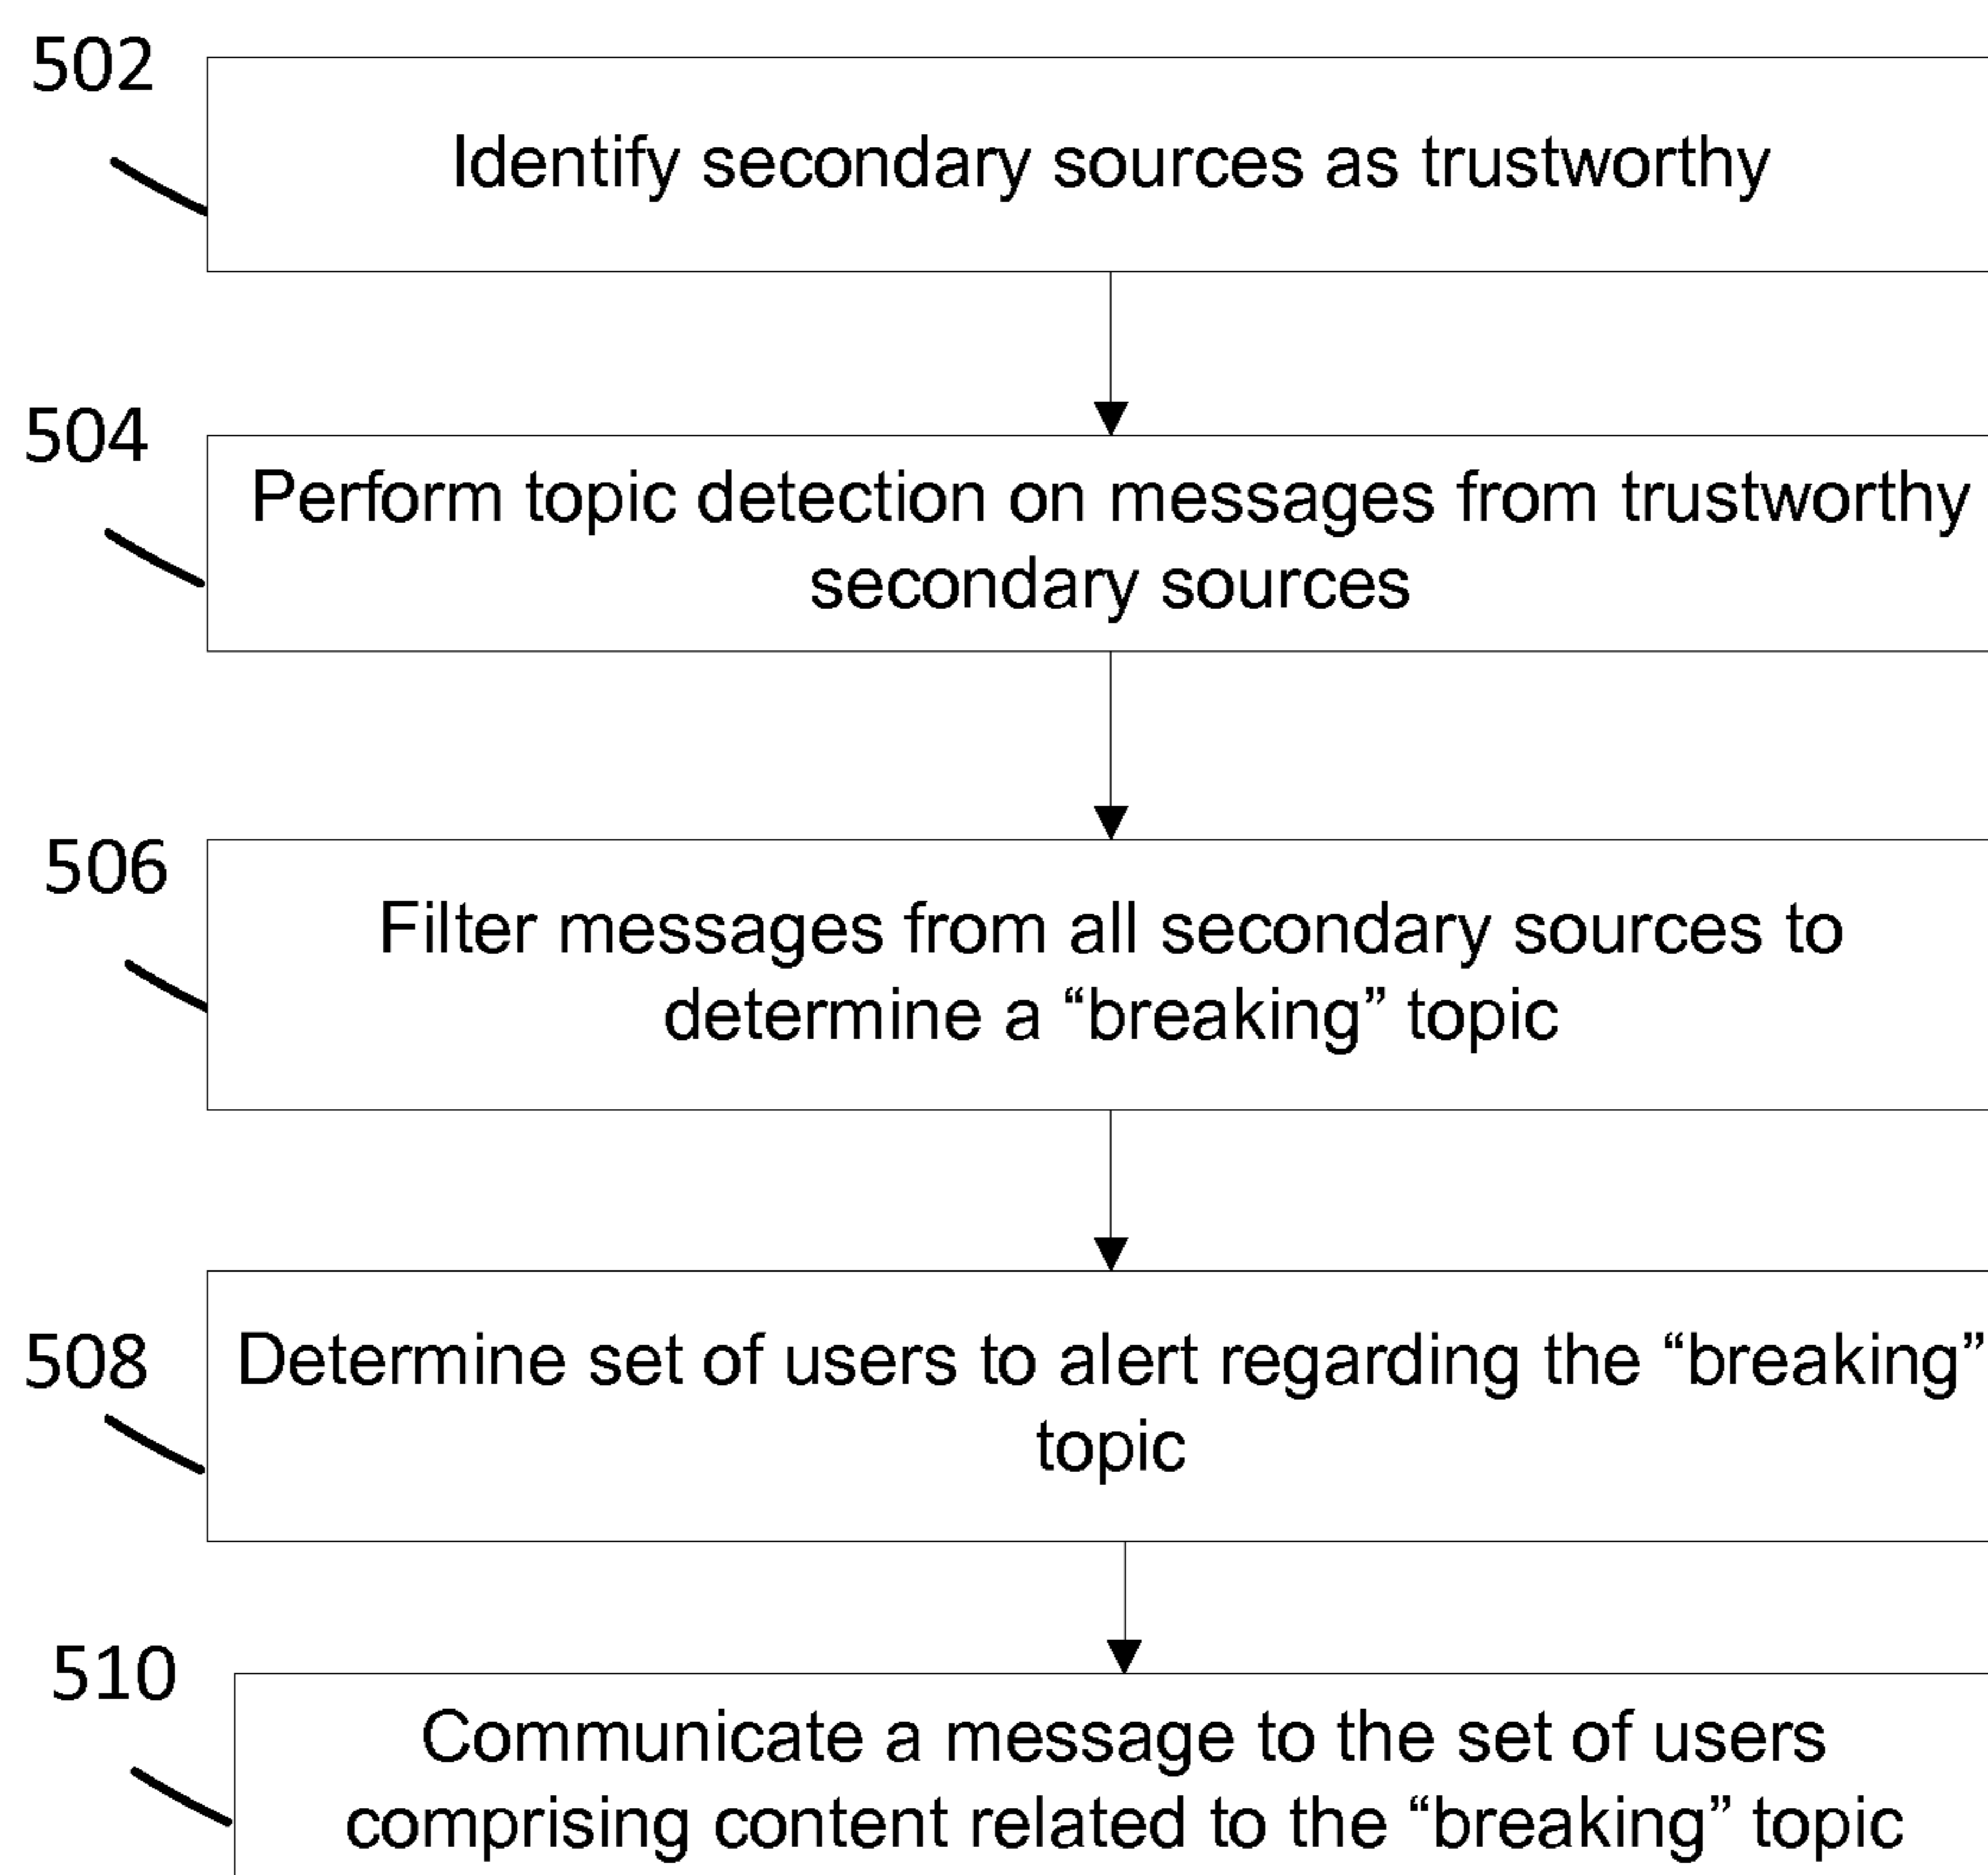 502
Identify secondary sources as trustworthy
504
Perform topic detection on messages from trustworthy
secondary sources
506
Filter messages from all secondary sources to
determine a “breaking” topic
508
Determine set of users to alert regarding the “breaking”
topic
510
Communicate a message to the set of users
comprising content related to the “breaking” topic